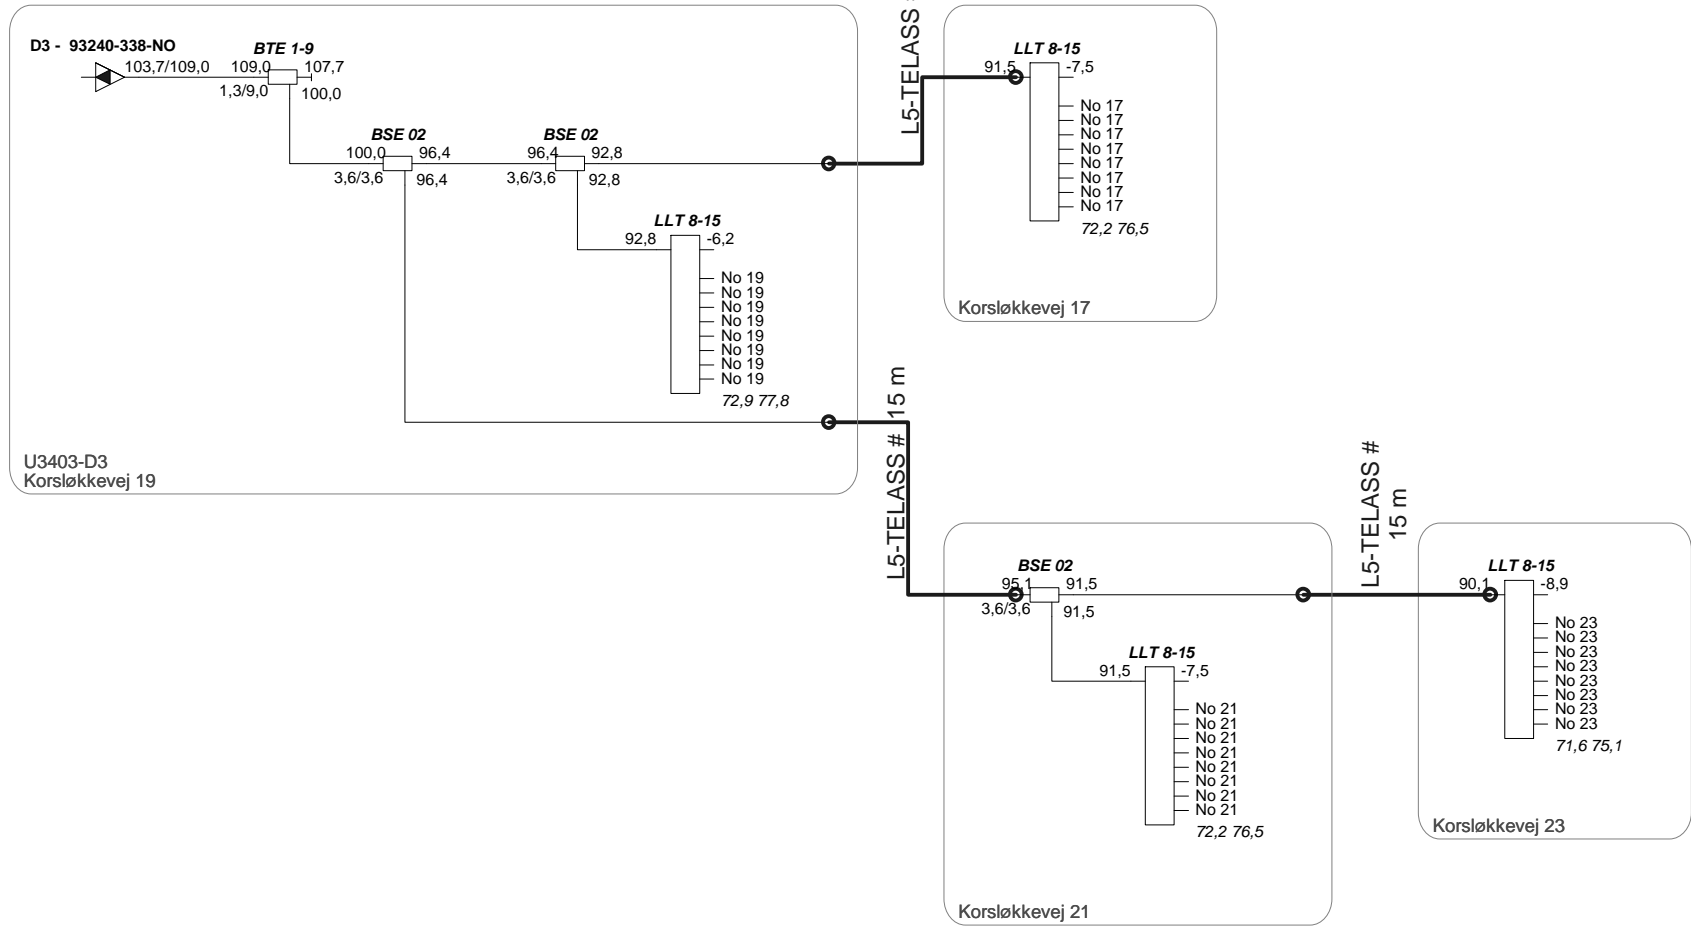 D3 - 93240-338-NO
103,7/109,0
BTE 1-9
109,0
107,7
1,3/9,0
100,0
BSE 02
100,0
96,4
3,6/3,6
96,4
BSE 02
96,4
92,8
3,6/3,6
92,8
LLT 8-15
92,8
-6,2
No 19
No 19
No 19
No 19
No 19
No 19
No 19
No 19
72,9 77,8
U3403-D3
Korsløkkevej 19
L5-TELASS
LLT 8-15
91,5
-7,5
No 17
No 17
No 17
No 17
No 17
No 17
No 17
No 17
72,2 76,5
Korsløkkevej 17
L5-TELASS #
15 m
BSE 02
95,1
91,5
3,6/3,6
91,5
LLT 8-15
91,5
-7,5
No 21
No 21
No 21
No 21
No 21
No 21
No 21
No 21
72,2 76,5
Korsløkkevej 21
L5-TELASS #
15 m
LLT 8-15
90,1
-8,9
No 23
No 23
No 23
No 23
No 23
No 23
No 23
No 23
71,6 75,1
Korsløkkevej 23